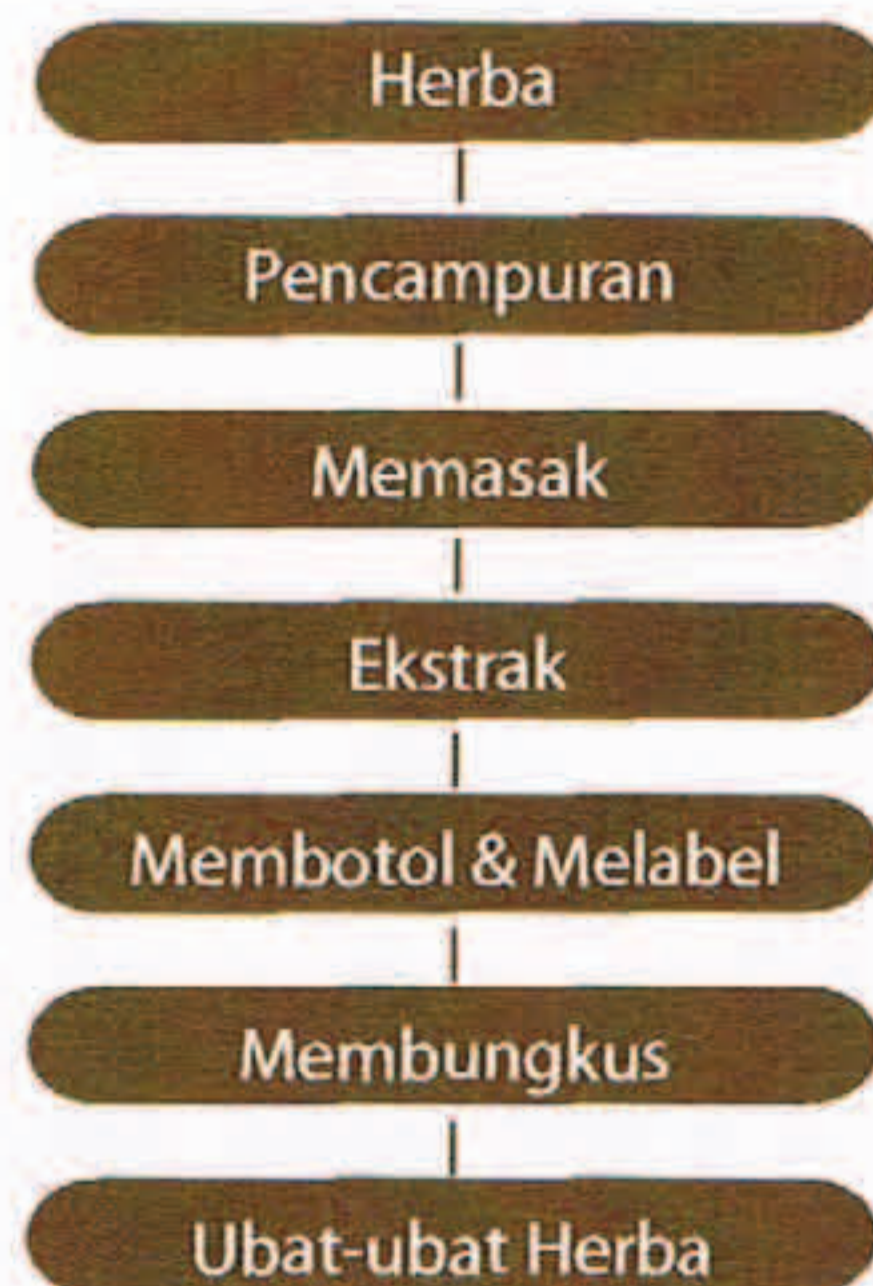 Herba
Pencampuran
Memasak
Ekstrak
Membotol & Melabel
Membungkus
Ubat-ubat Herba